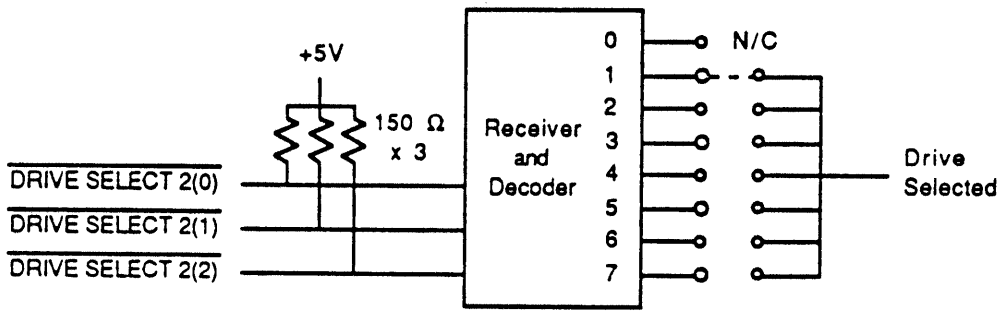 +5V
150 Ω
x 3
DRIVE SELECT 2(0)
DRIVE SELECT 2(1)
DRIVE SELECT 2(2)
Receiver
and
Decoder
0
1
2
3
4
5
6
7
N/C
Drive
Selected